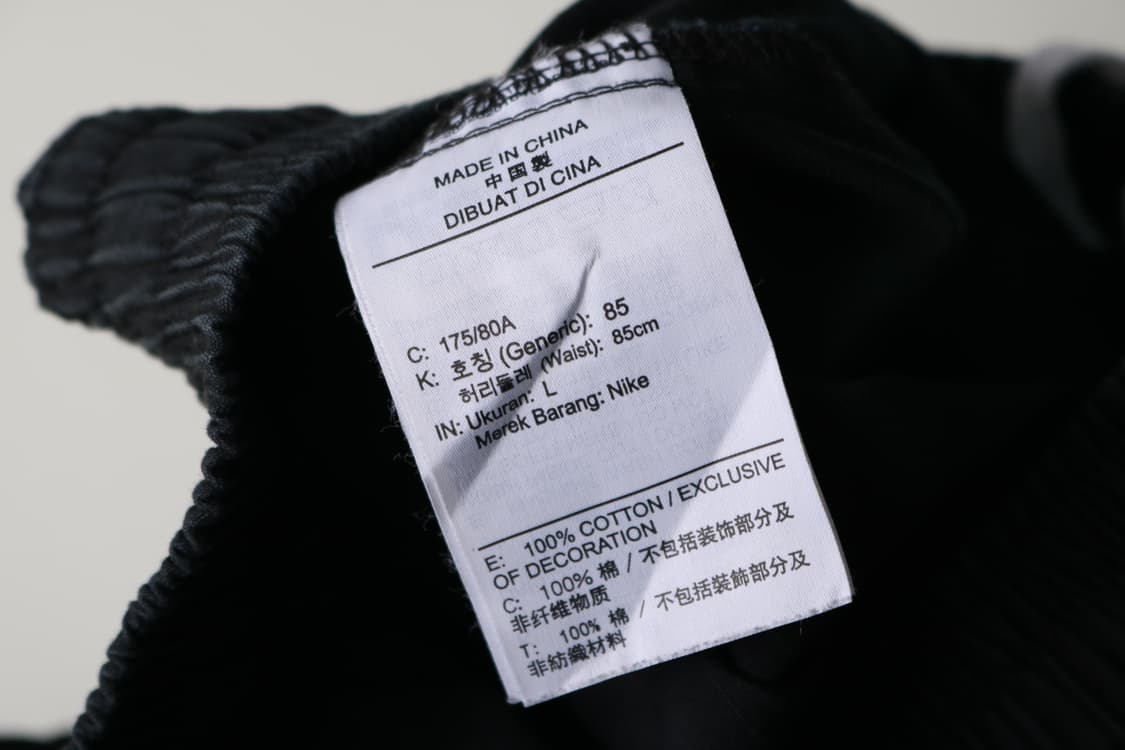 MADE IN CHINA
中国製
DIBUAT DI CINA
C: 175/80A
K: 호칭 (Generic): 85
허리둘레 (Waist): 85cm
IN: Ukuran: L
Merek Barang: Nike
E: 100% COTTON / EXCLUSIVE
OF DECORATION
C: 100% 棉 / 不包括装饰部分及
非纤维物质
T: 100% 棉 / 不包括裝飾部分及
非紡織材料